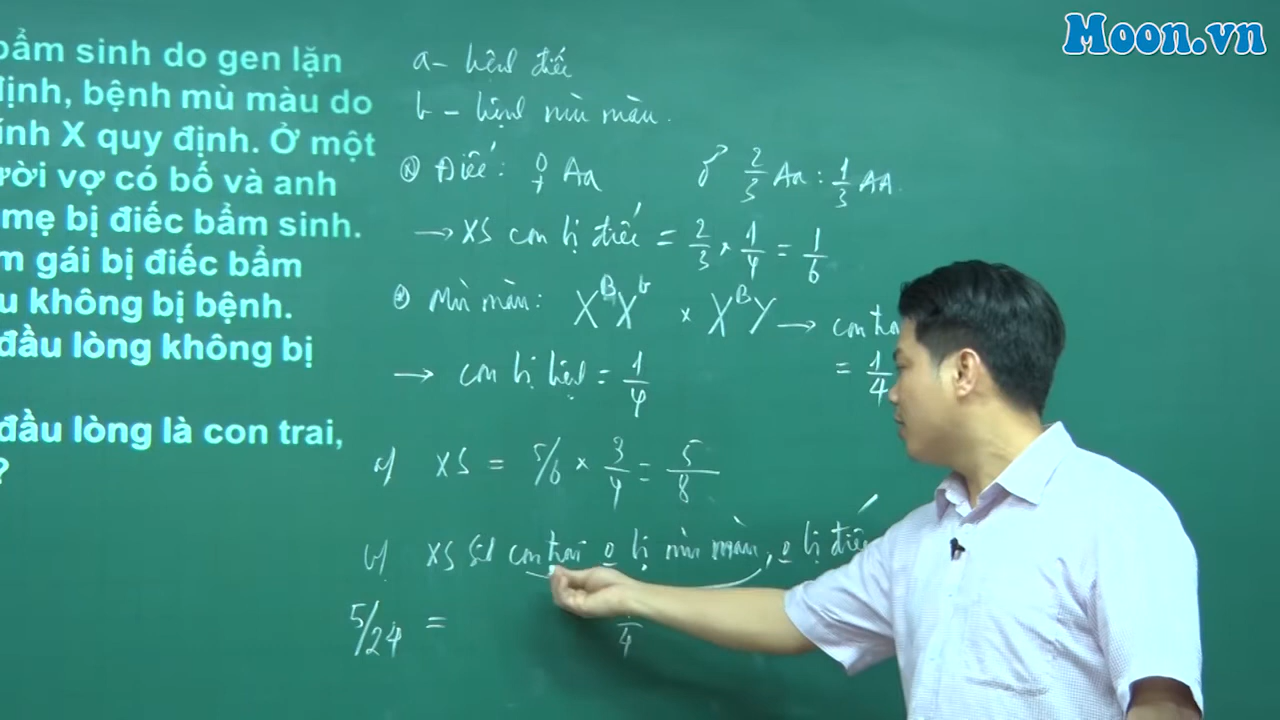 Moon.vn
bẩm sinh do gen lặn
định, bệnh mù màu do
ính X quy định. Ở một
ười vợ có bố và anh
mẹ bị điếc bẩm sinh.
m gái bị điếc bẩm
u không bị bệnh.
đầu lòng không bị
đầu lòng là con trai,
?
a - bệnh điếc
b - bệnh mù màu.
Điếc: ♀ Aa ♂ 2/3 Aa : 1/3 AA.
→ XS con bị điếc = 2/3 × 1/4 = 1/6
Mù màu: XᴮXᵇ × XᴮY → con trai
→ con bị bệnh = 1/4 = 1/4
a) XS = 5/6 × 3/4 = 5/8
b) XS con trai 0 bị mù màu, 0 bị điếc
5/24 = 1/4